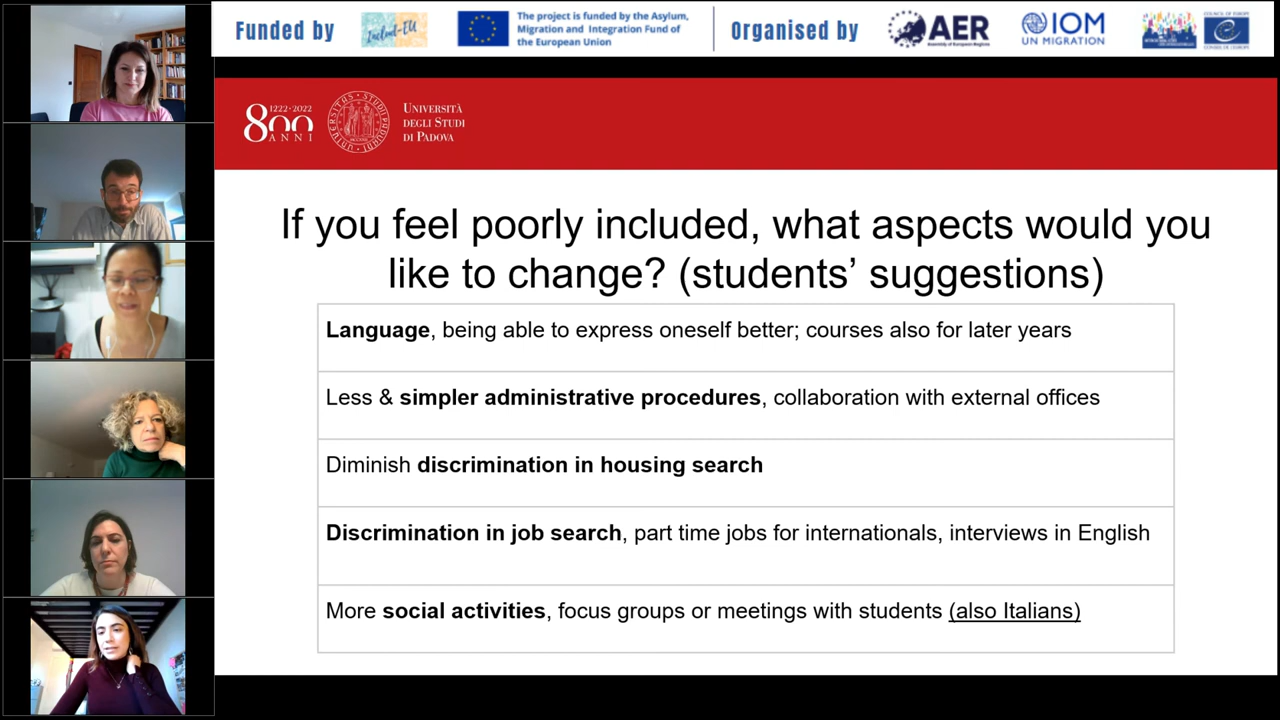 Funded by
Includ-EU
The project is funded by the Asylum,
Migration and Integration Fund of
the European Union
Organised by
AER
Assembly of European Regions
IOM
UN MIGRATION
COUNCIL OF EUROPE
CONSEIL DE L'EUROPE
1222·2022
800
ANNI
UNIVERSITÀ
DEGLI STUDI
DI PADOVA
If you feel poorly included, what aspects would you
like to change? (students’ suggestions)
Language, being able to express oneself better; courses also for later years
Less & simpler administrative procedures, collaboration with external offices
Diminish discrimination in housing search
Discrimination in job search, part time jobs for internationals, interviews in English
More social activities, focus groups or meetings with students (also Italians)